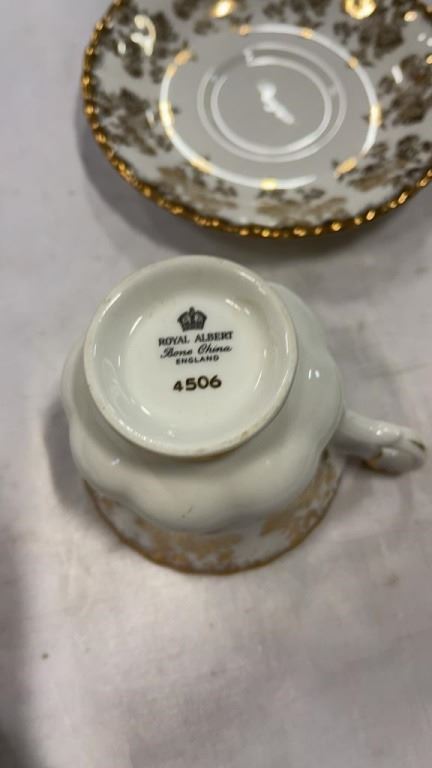 ROYAL ALBERT
Bone China
ENGLAND
4506